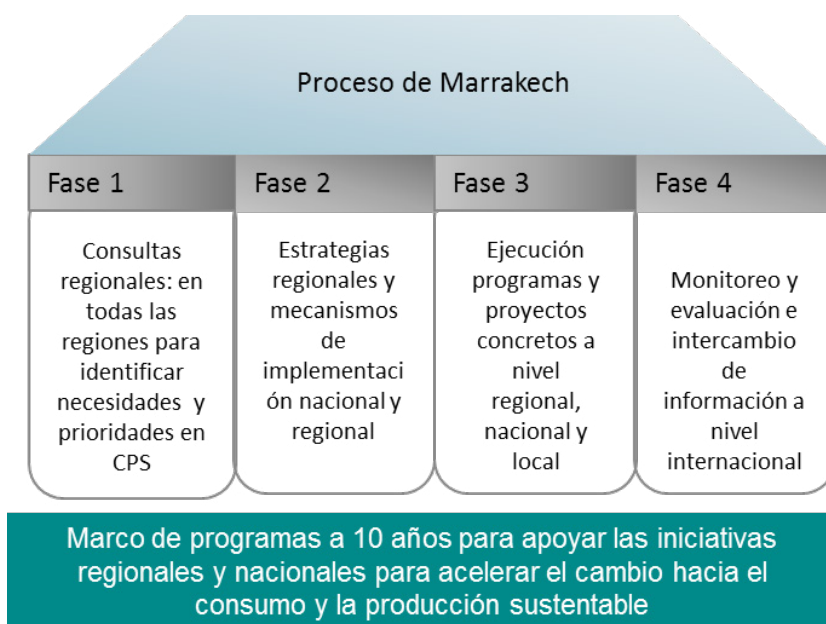 Proceso de Marrakech
Fase 1
Fase 2
Fase 3
Fase 4
Consultas
regionales: en
todas las
regiones para
identificar
necesidades y
prioridades en
CPS
Estrategias
regionales y
mecanismos
de
implementaci
ón nacional y
regional
Ejecución
programas y
proyectos
concretos a
nivel
regional,
nacional y
local
Monitoreo y
evaluación e
intercambio
de
información a
nivel
internacional
Marco de programas a 10 años para apoyar las iniciativas
regionales y nacionales para acelerar el cambio hacia el
consumo y la producción sustentable